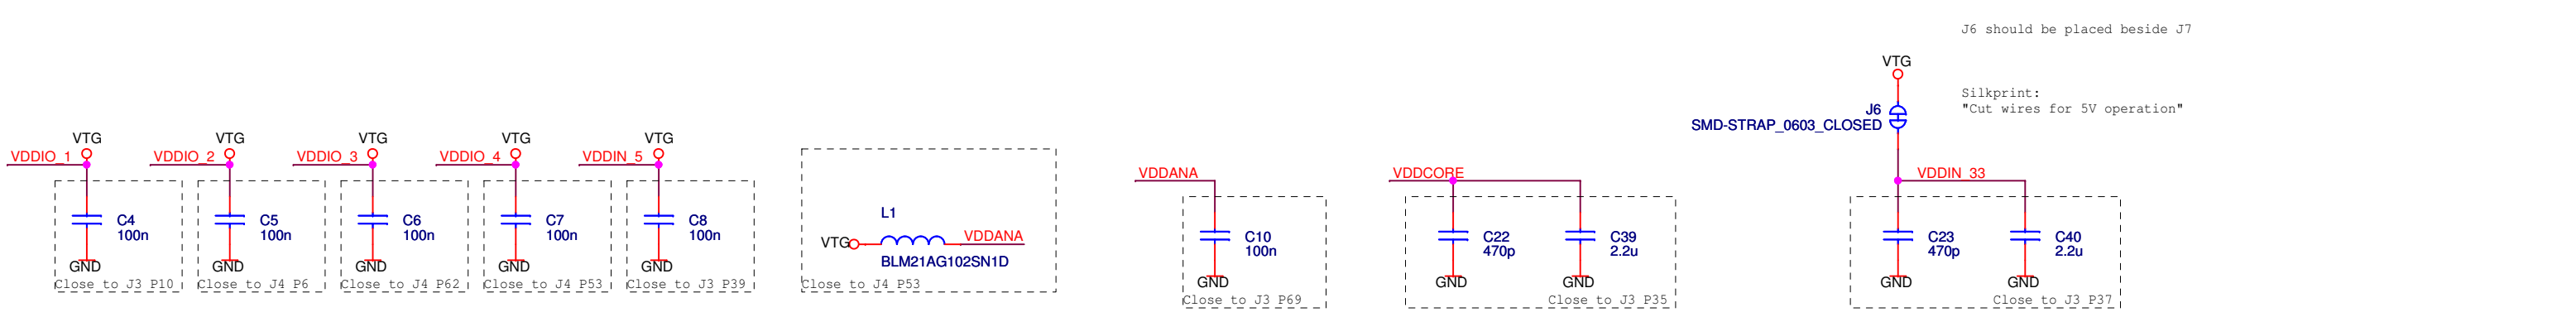 J6 should be placed beside J7
VTG
Silkprint:
"Cut wires for 5V operation"
J6
SMD-STRAP_0603_CLOSED
VTG
VTG
VTG
VTG
VTG
VDDIO_1
VDDIO_2
VDDIO_3
VDDIO_4
VDDIN_5
VDDANA
VDDCORE
VDDIN_33
C4
100n
C5
100n
C6
100n
C7
100n
C8
100n
L1
VTG
VDDANA
BLM21AG102SN1D
C10
100n
C22
470p
C39
2.2u
C23
470p
C40
2.2u
GND
GND
GND
GND
GND
GND
GND
GND
GND
GND
Close to J3 P10
Close to J4 P6
Close to J4 P62
Close to J4 P53
Close to J3 P39
Close to J4 P53
Close to J3 P69
Close to J3 P35
Close to J3 P37